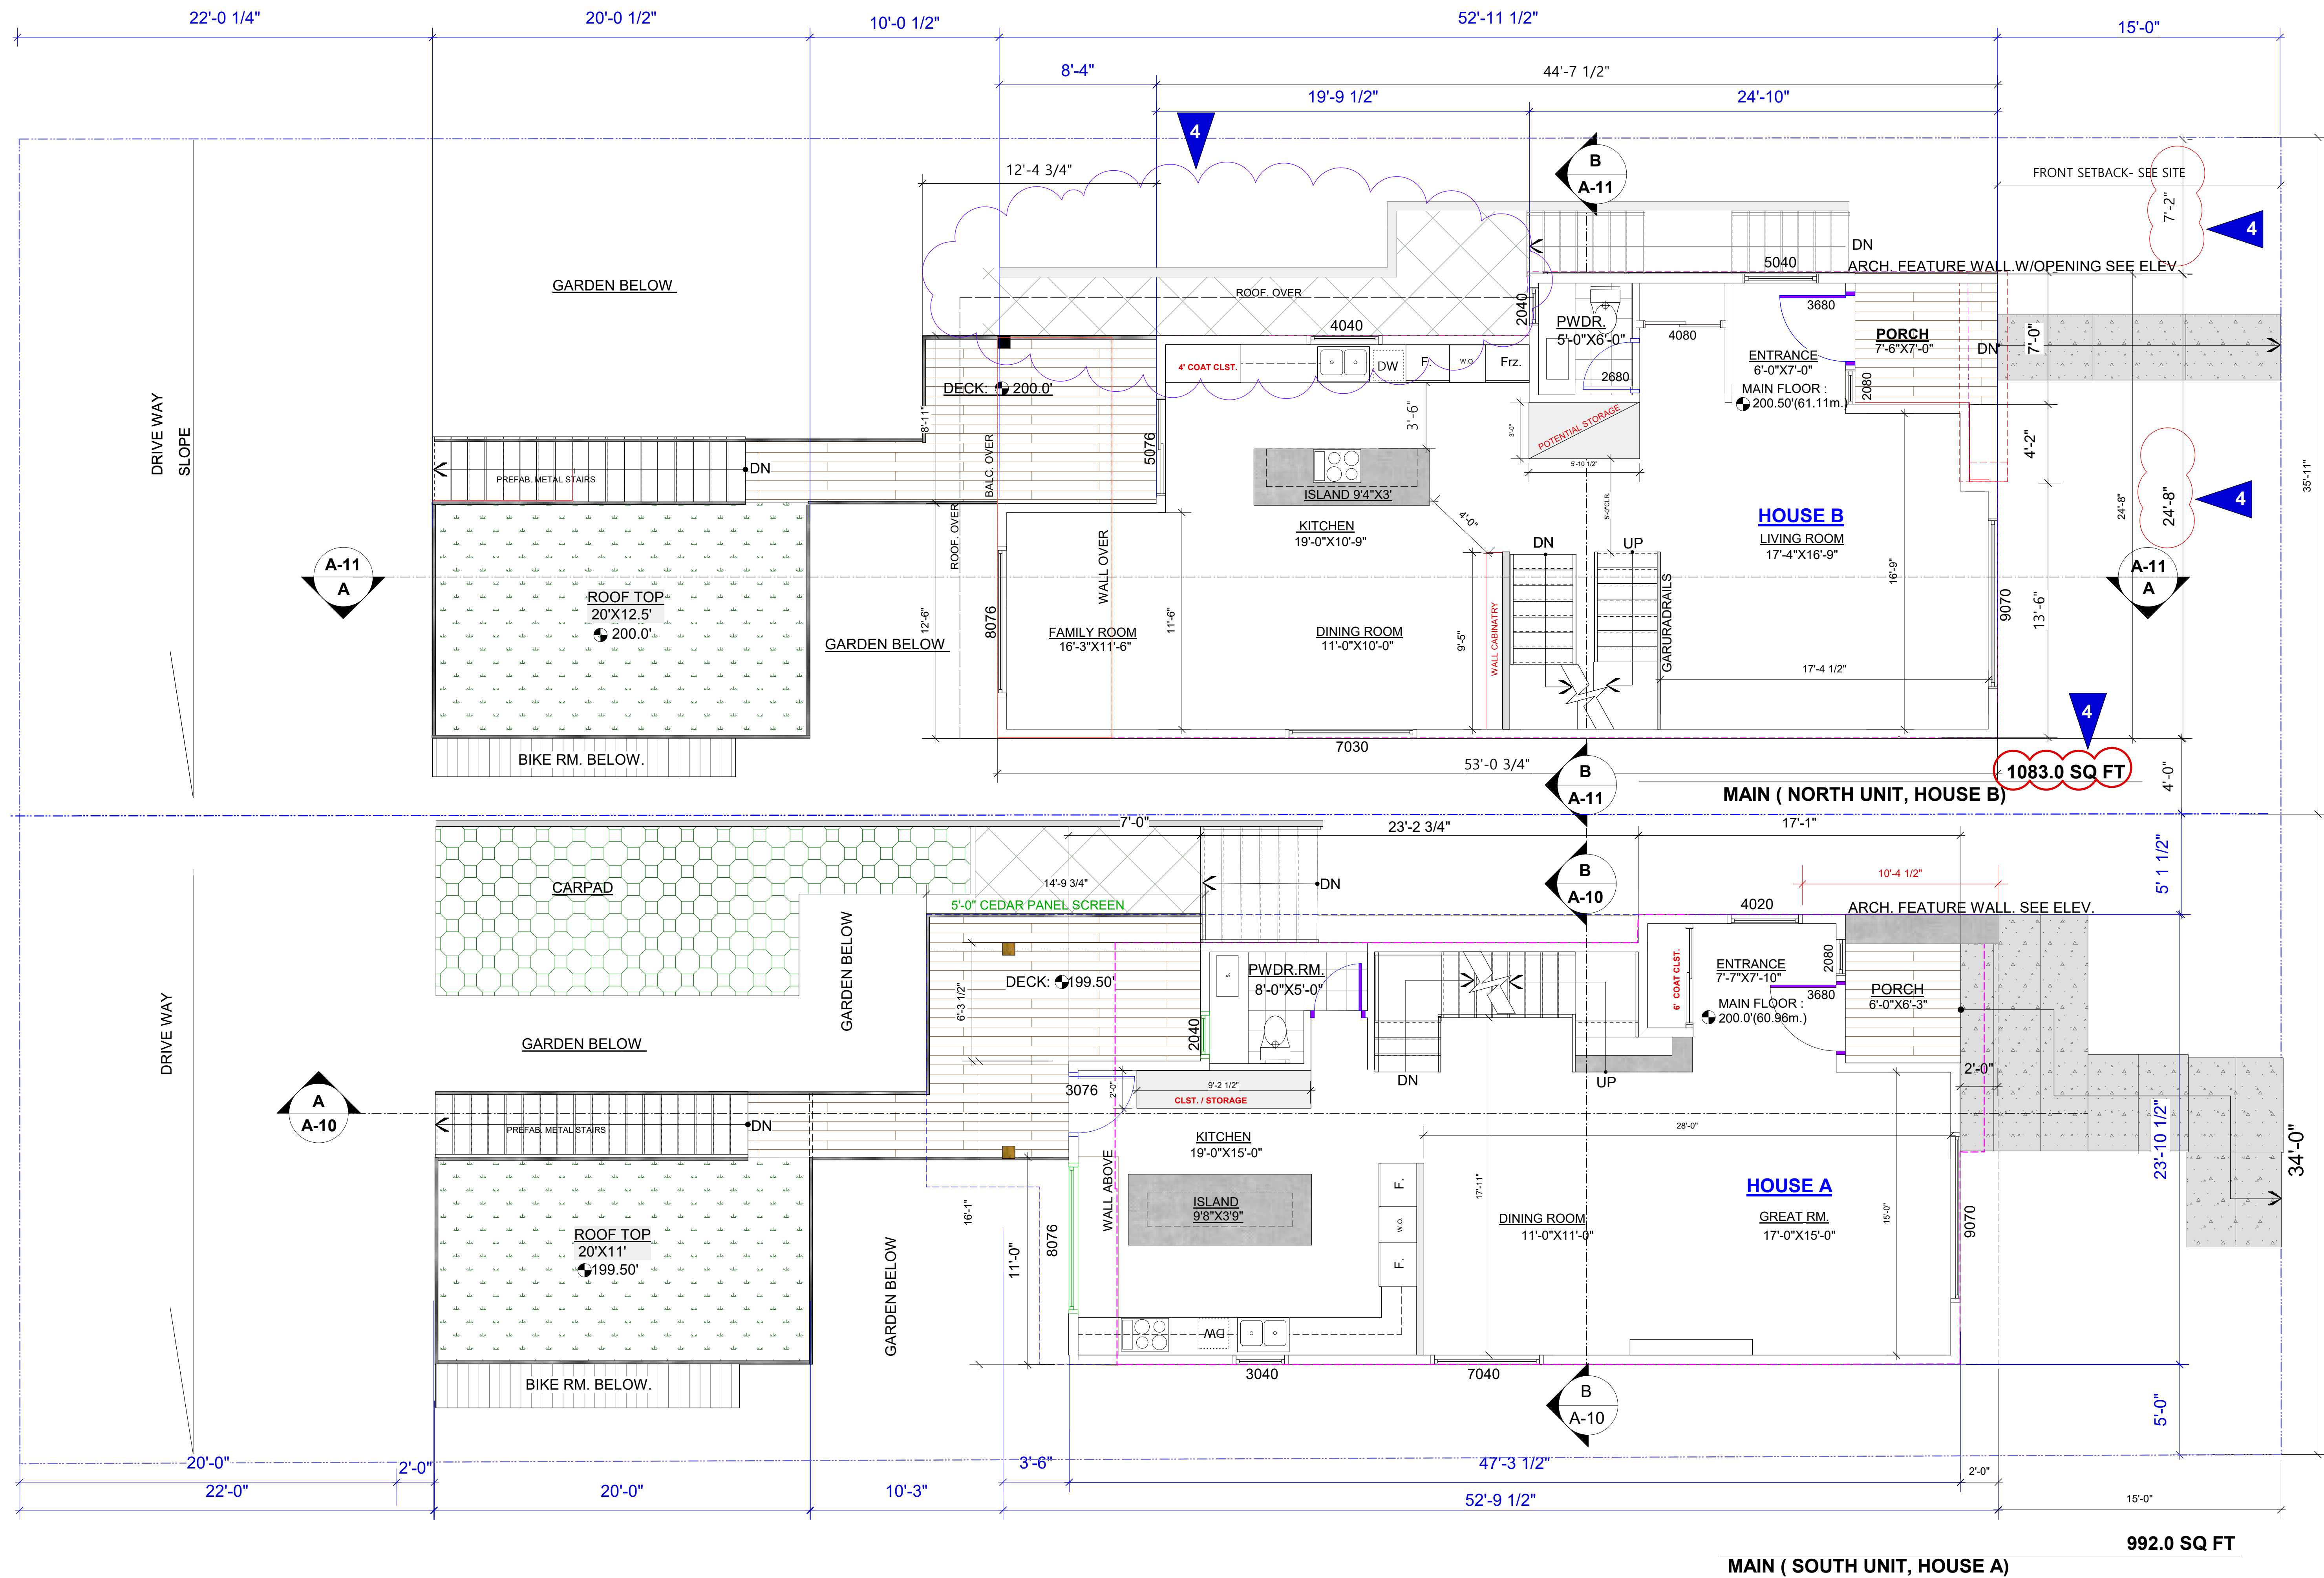 22'-0 1/4"
20'-0 1/2"
10'-0 1/2"
52'-11 1/2"
15'-0"
8'-4"
44'-7 1/2"
19'-9 1/2"
24'-10"
4
12'-4 3/4"
B
A-11
FRONT SETBACK- SEE SITE
7'-2"
4
DN
5040
ARCH. FEATURE WALL.W/OPENING SEE ELEV
GARDEN BELOW
ROOF. OVER
2040
PWDR.
5'-0"X6'-0"
4040
4080
3680
ENTRANCE
6'-0"X7'-0"
PORCH
7'-6"X7'-0"
DN
7'-0"
4' COAT CLST.
DW
F.
W.O.
Frz.
2680
MAIN FLOOR :
200.50'(61.11m.)
2080
DECK:
200.0'
8'-11"
BALC. OVER
5076
3'-6"
3'-0"
POTENTIAL STORAGE
5'-10 1/2"
4'-2"
35'-11"
DRIVE WAY
SLOPE
DN
PREFAB. METAL STAIRS
ISLAND 9'4"X3'
KITCHEN
19'-0"X10'-9"
4'-0"
5'-0"CLR.
HOUSE B
LIVING ROOM
17'-4"X16'-9"
24'-8"
24'-8"
4
ROOF. OVER
WALL OVER
DN
UP
A-11
A
A-11
A
ROOF TOP
20'X12.5'
200.0'
GARDEN BELOW
12'-6"
8076
FAMILY ROOM
16'-3"X11'-6"
11'-6"
DINING ROOM
11'-0"X10'-0"
9'-5"
WALL CABINATRY
GARURADRAILS
16'-9"
17'-4 1/2"
9070
13'-6"
BIKE RM. BELOW.
7030
53'-0 3/4"
B
A-11
4
1083.0 SQ FT
4'-0"
MAIN ( NORTH UNIT, HOUSE B)
7'-0"
23'-2 3/4"
17'-1"
5' 1 1/2"
CARPAD
14'-9 3/4"
DN
B
A-10
10'-4 1/2"
5'-0" CEDAR PANEL SCREEN
4020
ARCH. FEATURE WALL. SEE ELEV.
GARDEN BELOW
6'-3 1/2"
DECK:
199.50'
2040
S.
PWDR.RM.
8'-0"X5'-0"
6' COAT CLST.
ENTRANCE
7'-7"X7'-10"
2080
3680
MAIN FLOOR :
200.0'(60.96m.)
PORCH
6'-0"X6'-3"
DRIVE WAY
GARDEN BELOW
3076
2'-0"
9'-2 1/2"
CLST. / STORAGE
DN
UP
2'-0"
A
A-10
PREFAB. METAL STAIRS
DN
KITCHEN
19'-0"X15'-0"
28'-0"
23'-10 1/2"
34'-0"
WALL ABOVE
16'-1"
F.
W.O.
F.
17'-11"
HOUSE A
ISLAND
9'8"X3'9"
DINING ROOM
11'-0"X11'-0"
GREAT RM.
17'-0"X15'-0"
15'-0"
9070
ROOF TOP
20'X11'
199.50'
GARDEN BELOW
11'-0"
8076
DW
3040
7040
B
A-10
BIKE RM. BELOW.
5'-0"
20'-0"
2'-0"
3'-6"
47'-3 1/2"
2'-0"
22'-0"
20'-0"
10'-3"
52'-9 1/2"
15'-0"
992.0 SQ FT
MAIN ( SOUTH UNIT, HOUSE A)